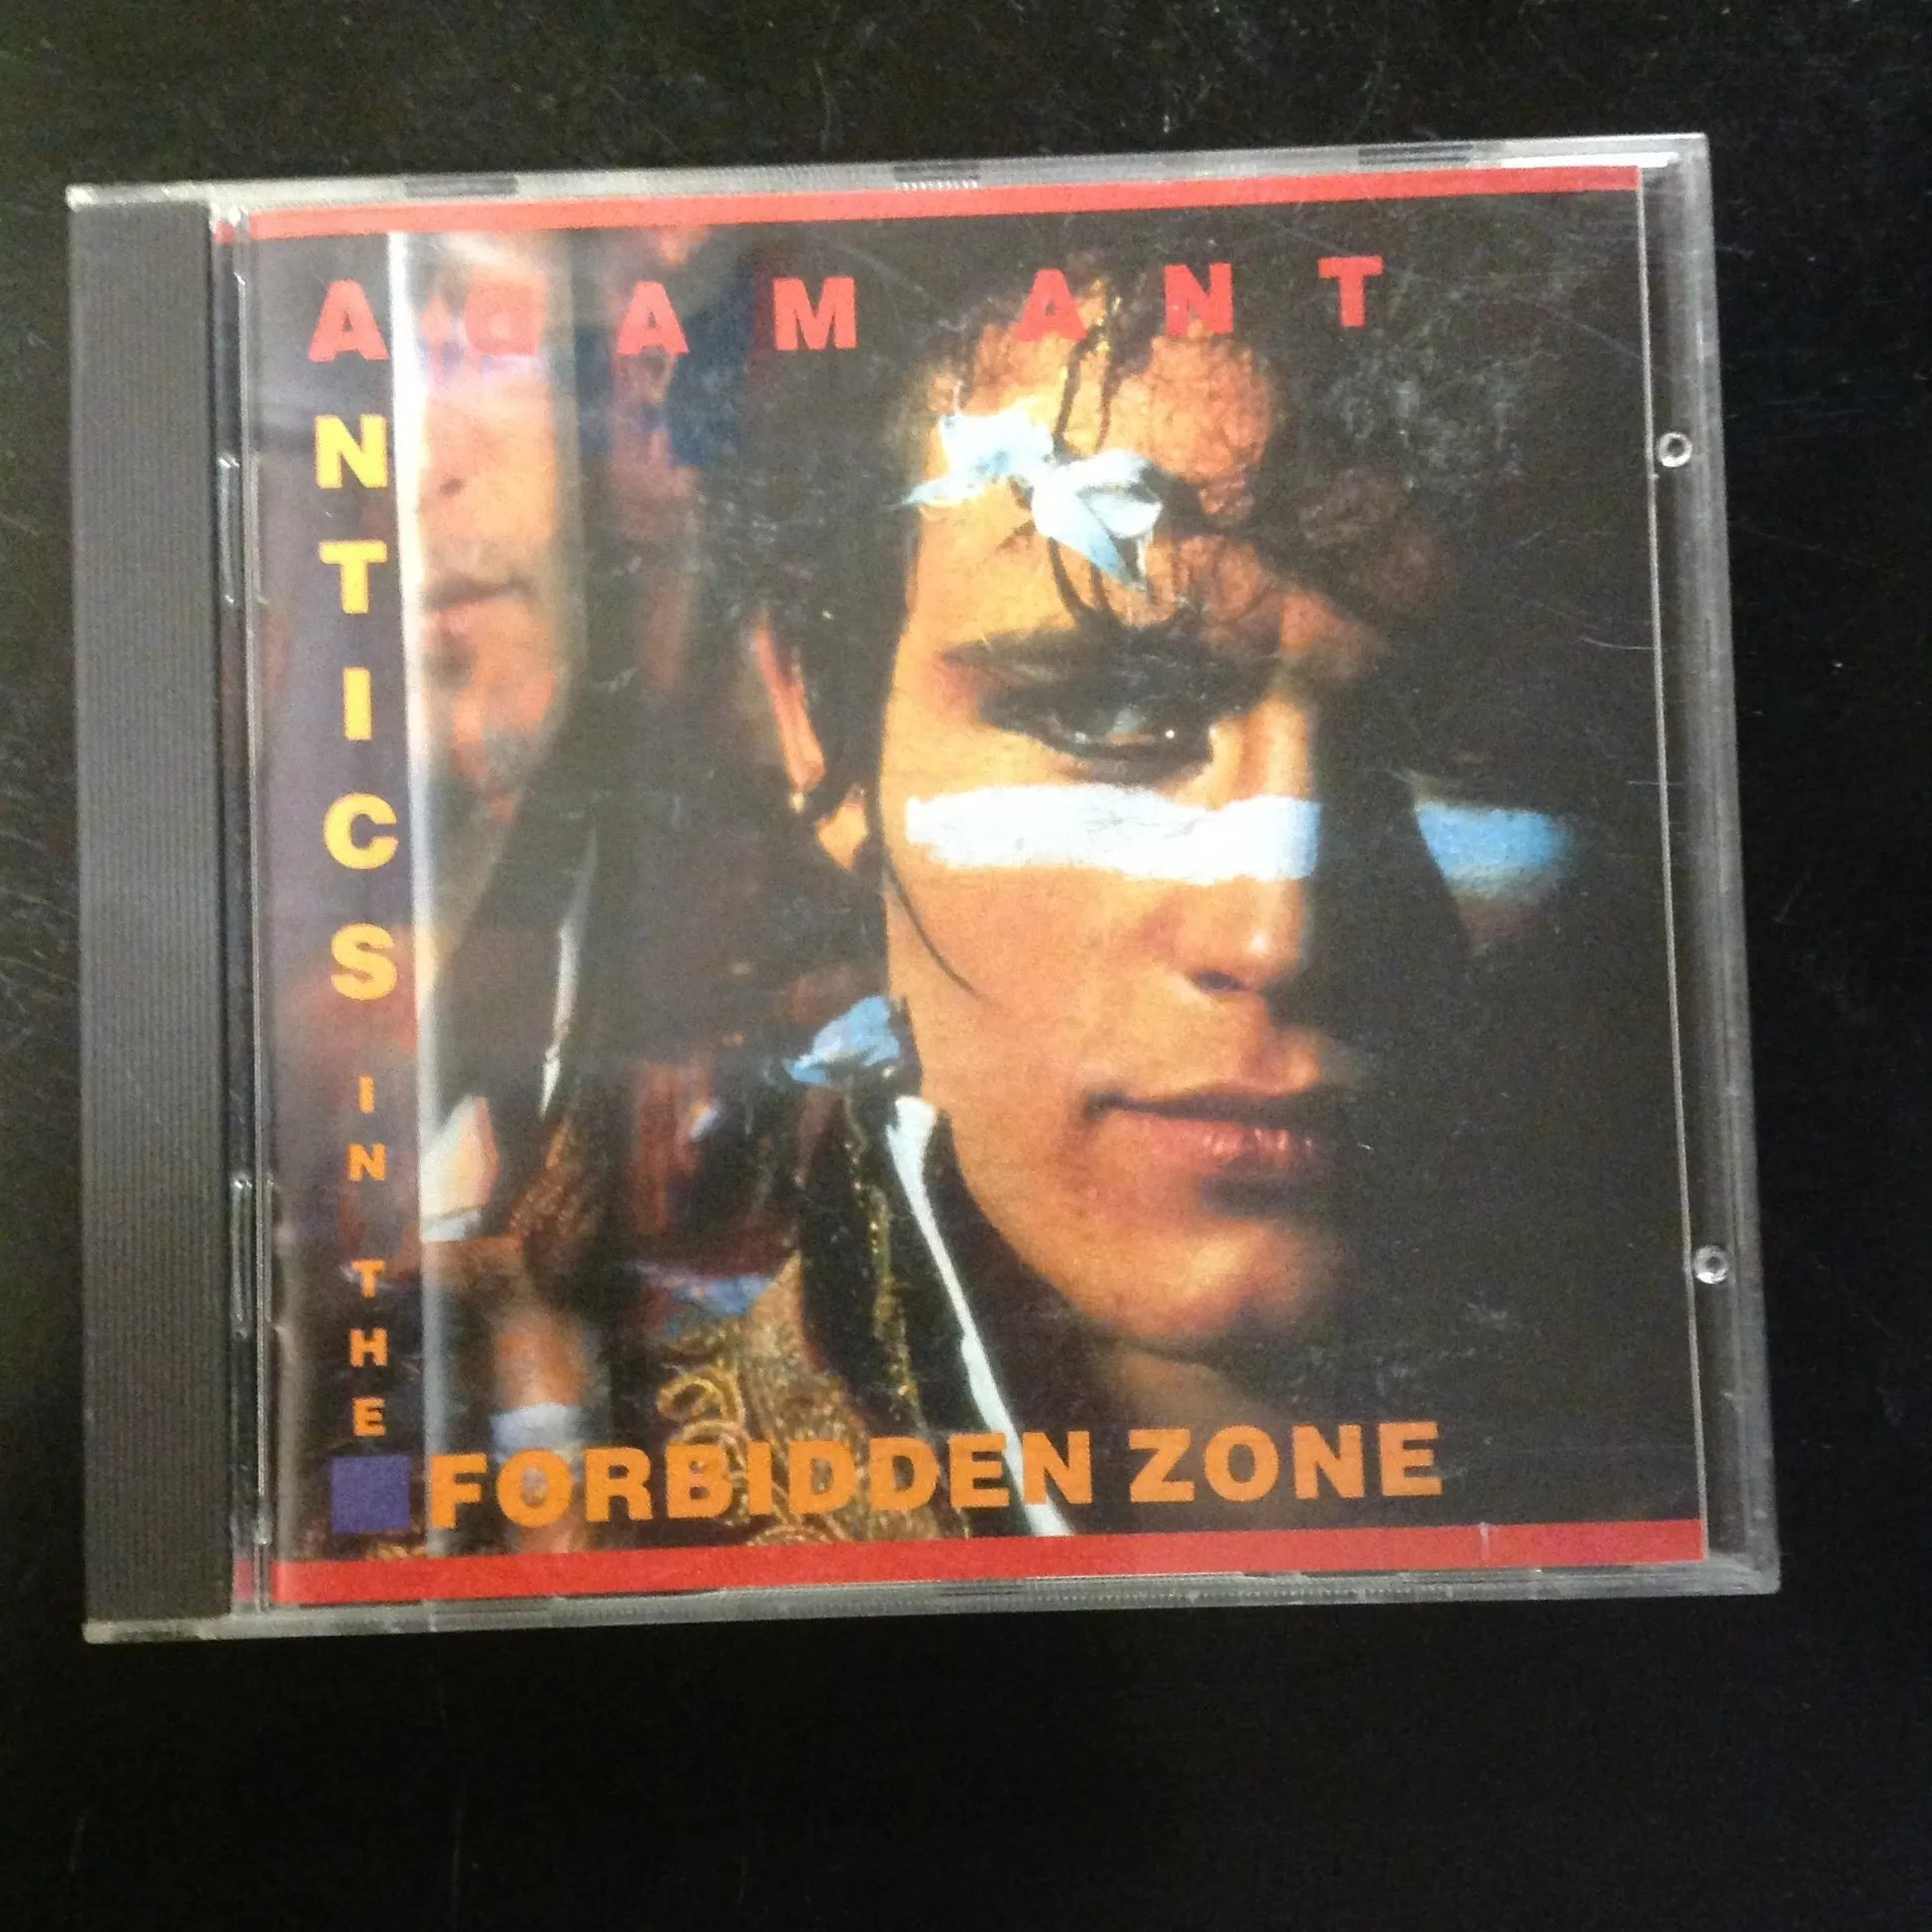 ADAM ANT
ANTICS
IN
THE
FORBIDDEN ZONE